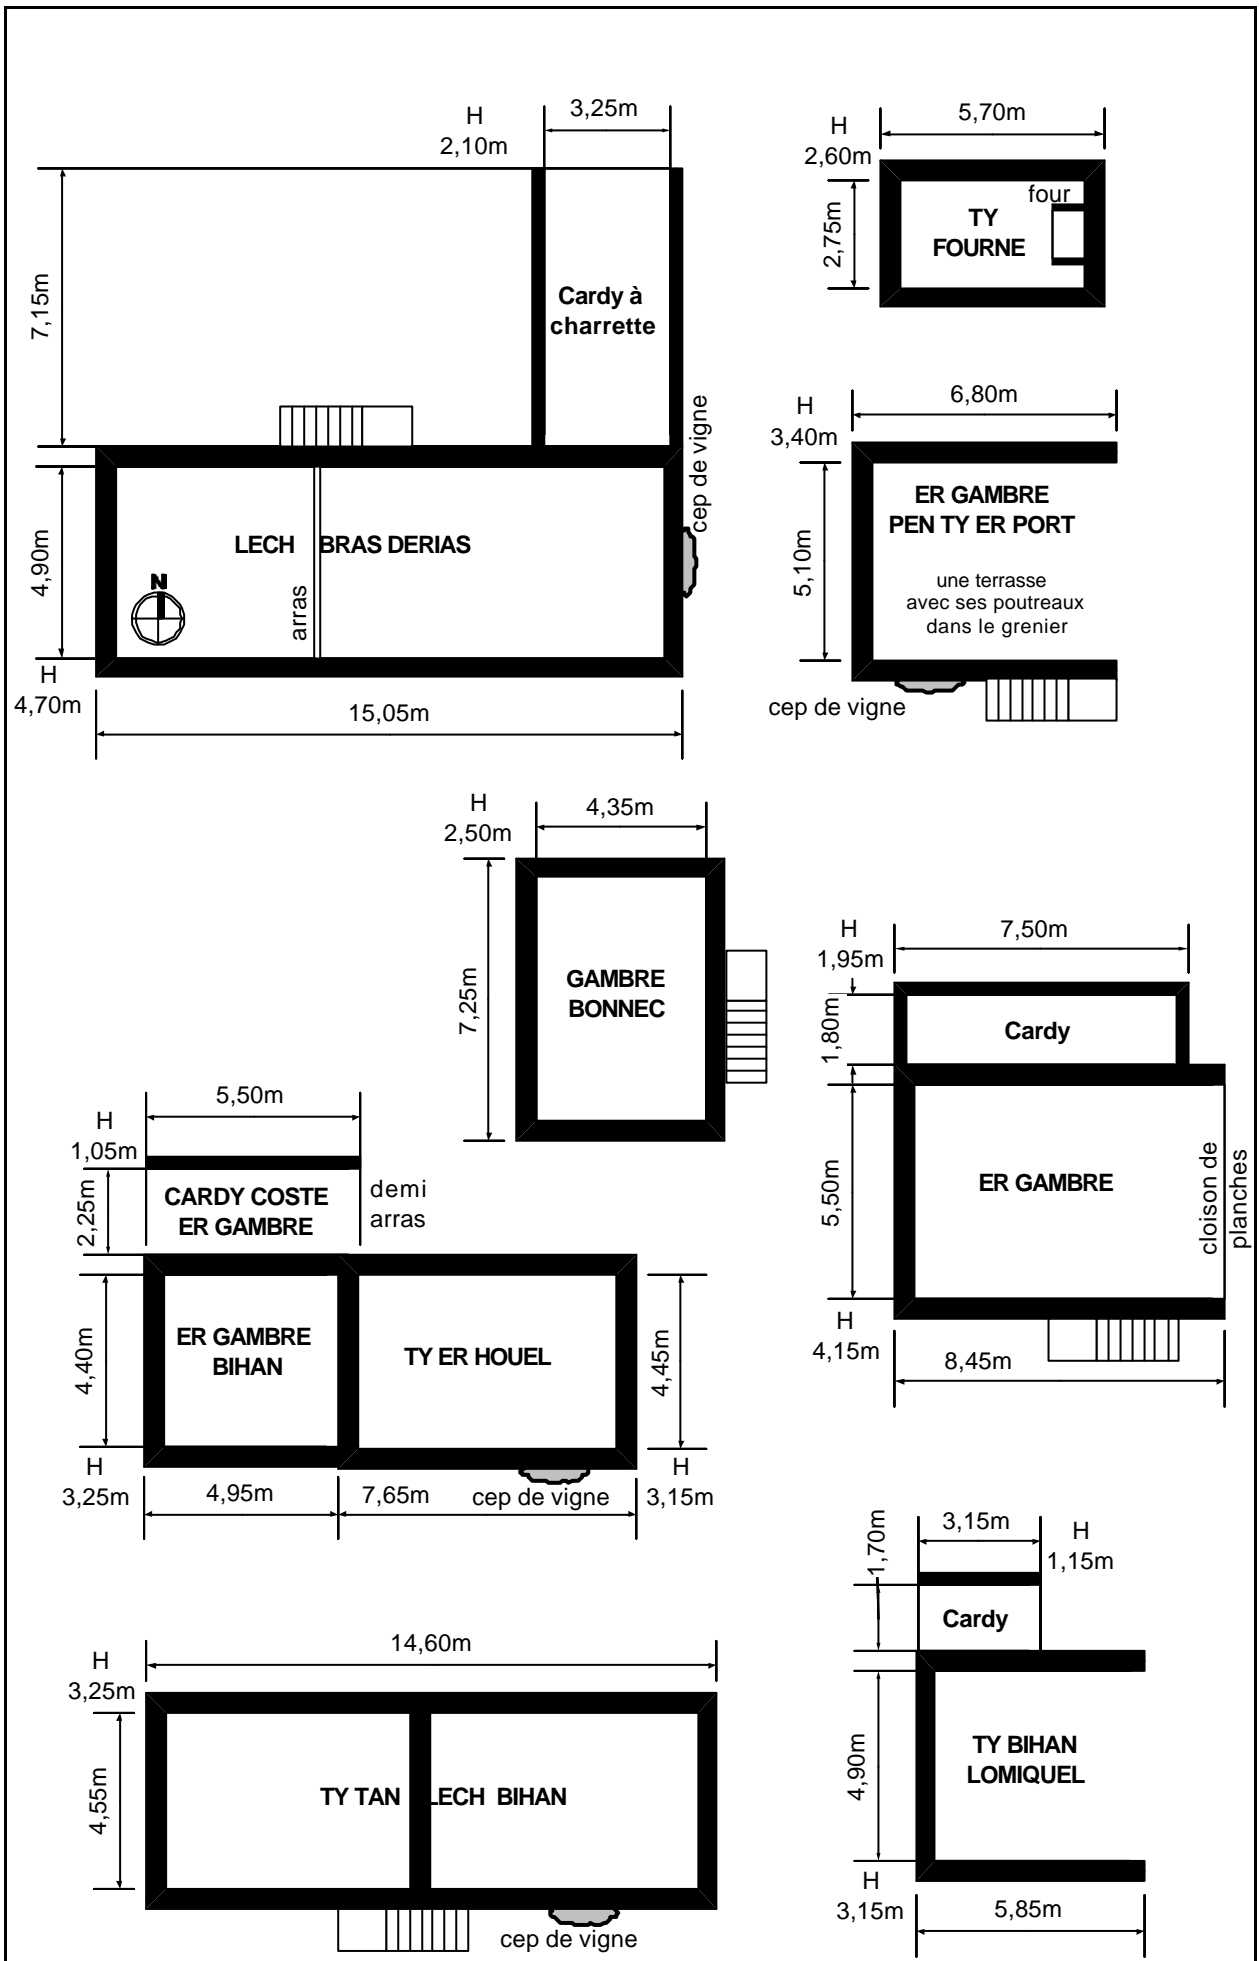 H
2,10m
3,25m
7,15m
Cardy à
charrette
cep de vigne
4,90m
LECH BRAS DERIAS
N
arras
H
4,70m
15,05m
H
2,60m
5,70m
2,75m
four
TY
FOURNE
H
3,40m
6,80m
5,10m
ER GAMBRE
PEN TY ER PORT
une terrasse
avec ses poutreaux
dans le grenier
cep de vigne
H
2,50m
4,35m
7,25m
GAMBRE
BONNEC
H
1,95m
7,50m
1,80m
Cardy
5,50m
ER GAMBRE
cloison de
planches
H
4,15m
8,45m
H
1,05m
5,50m
2,25m
CARDY COSTE
ER GAMBRE
demi
arras
4,40m
ER GAMBRE
BIHAN
TY ER HOUEL
4,45m
H
3,25m
4,95m
7,65m
cep de vigne
H
3,15m
1,70m
3,15m
H
1,15m
Cardy
4,90m
TY BIHAN
LOMIQUEL
H
3,15m
5,85m
H
3,25m
14,60m
4,55m
TY TAN LECH BIHAN
cep de vigne